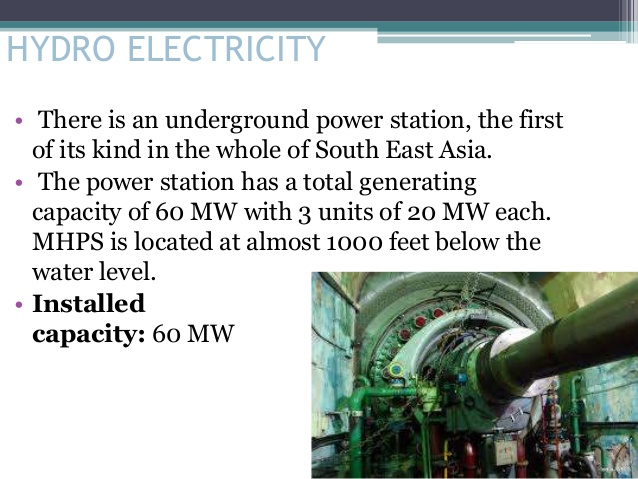 HYDRO ELECTRICITY
• There is an underground power station, the first
of its kind in the whole of South East Asia.
• The power station has a total generating
capacity of 60 MW with 3 units of 20 MW each.
MHPS is located at almost 1000 feet below the
water level.
• Installed
capacity: 60 MW